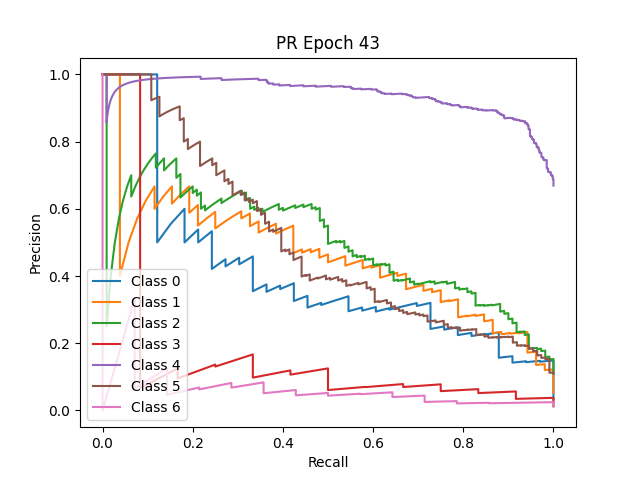 PR Epoch 43
Precision
1.0
0.8
0.6
0.4
0.2
0.0
Class 0
Class 1
Class 2
Class 3
Class 4
Class 5
Class 6
0.0 0.2 0.4 0.6 0.8 1.0
Recall